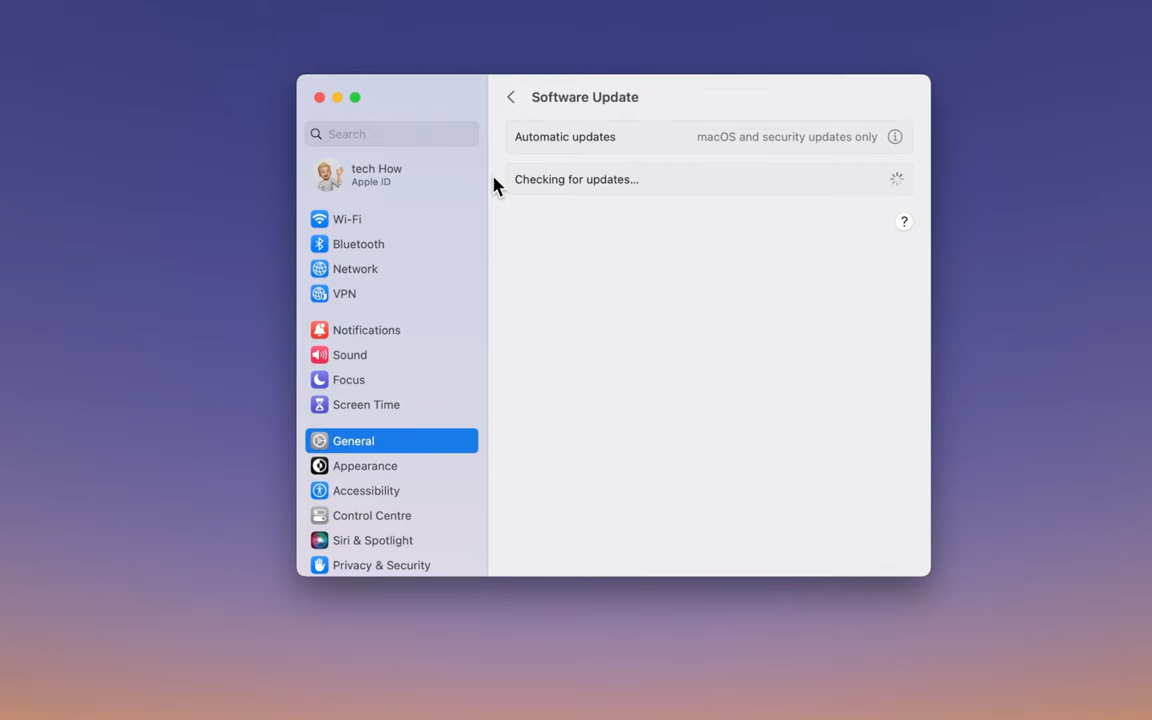 Search
tech How
Apple ID
Wi-Fi
Bluetooth
Network
VPN
Notifications
Sound
Focus
Screen Time
General
Appearance
Accessibility
Control Centre
Siri & Spotlight
Privacy & Security
Software Update
Automatic updates macOS and security updates only
Checking for updates...
?